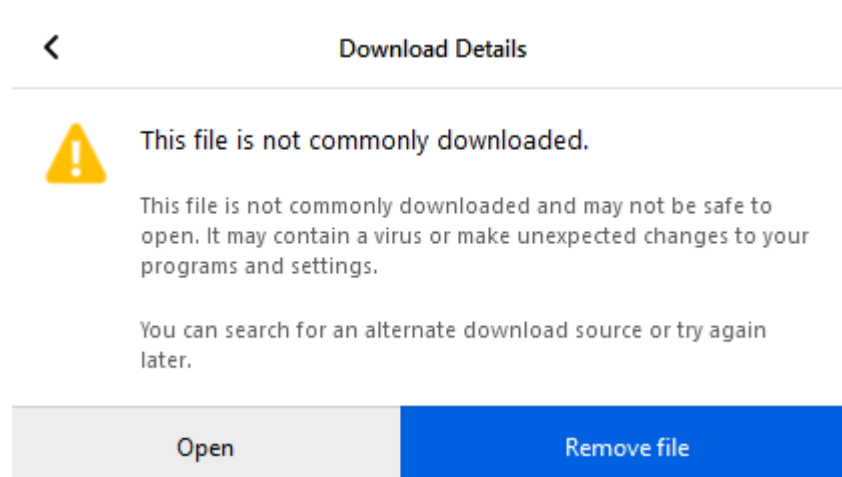 Download Details
This file is not commonly downloaded.
This file is not commonly downloaded and may not be safe to
open. It may contain a virus or make unexpected changes to your
programs and settings.
You can search for an alternate download source or try again
later.
Open
Remove file